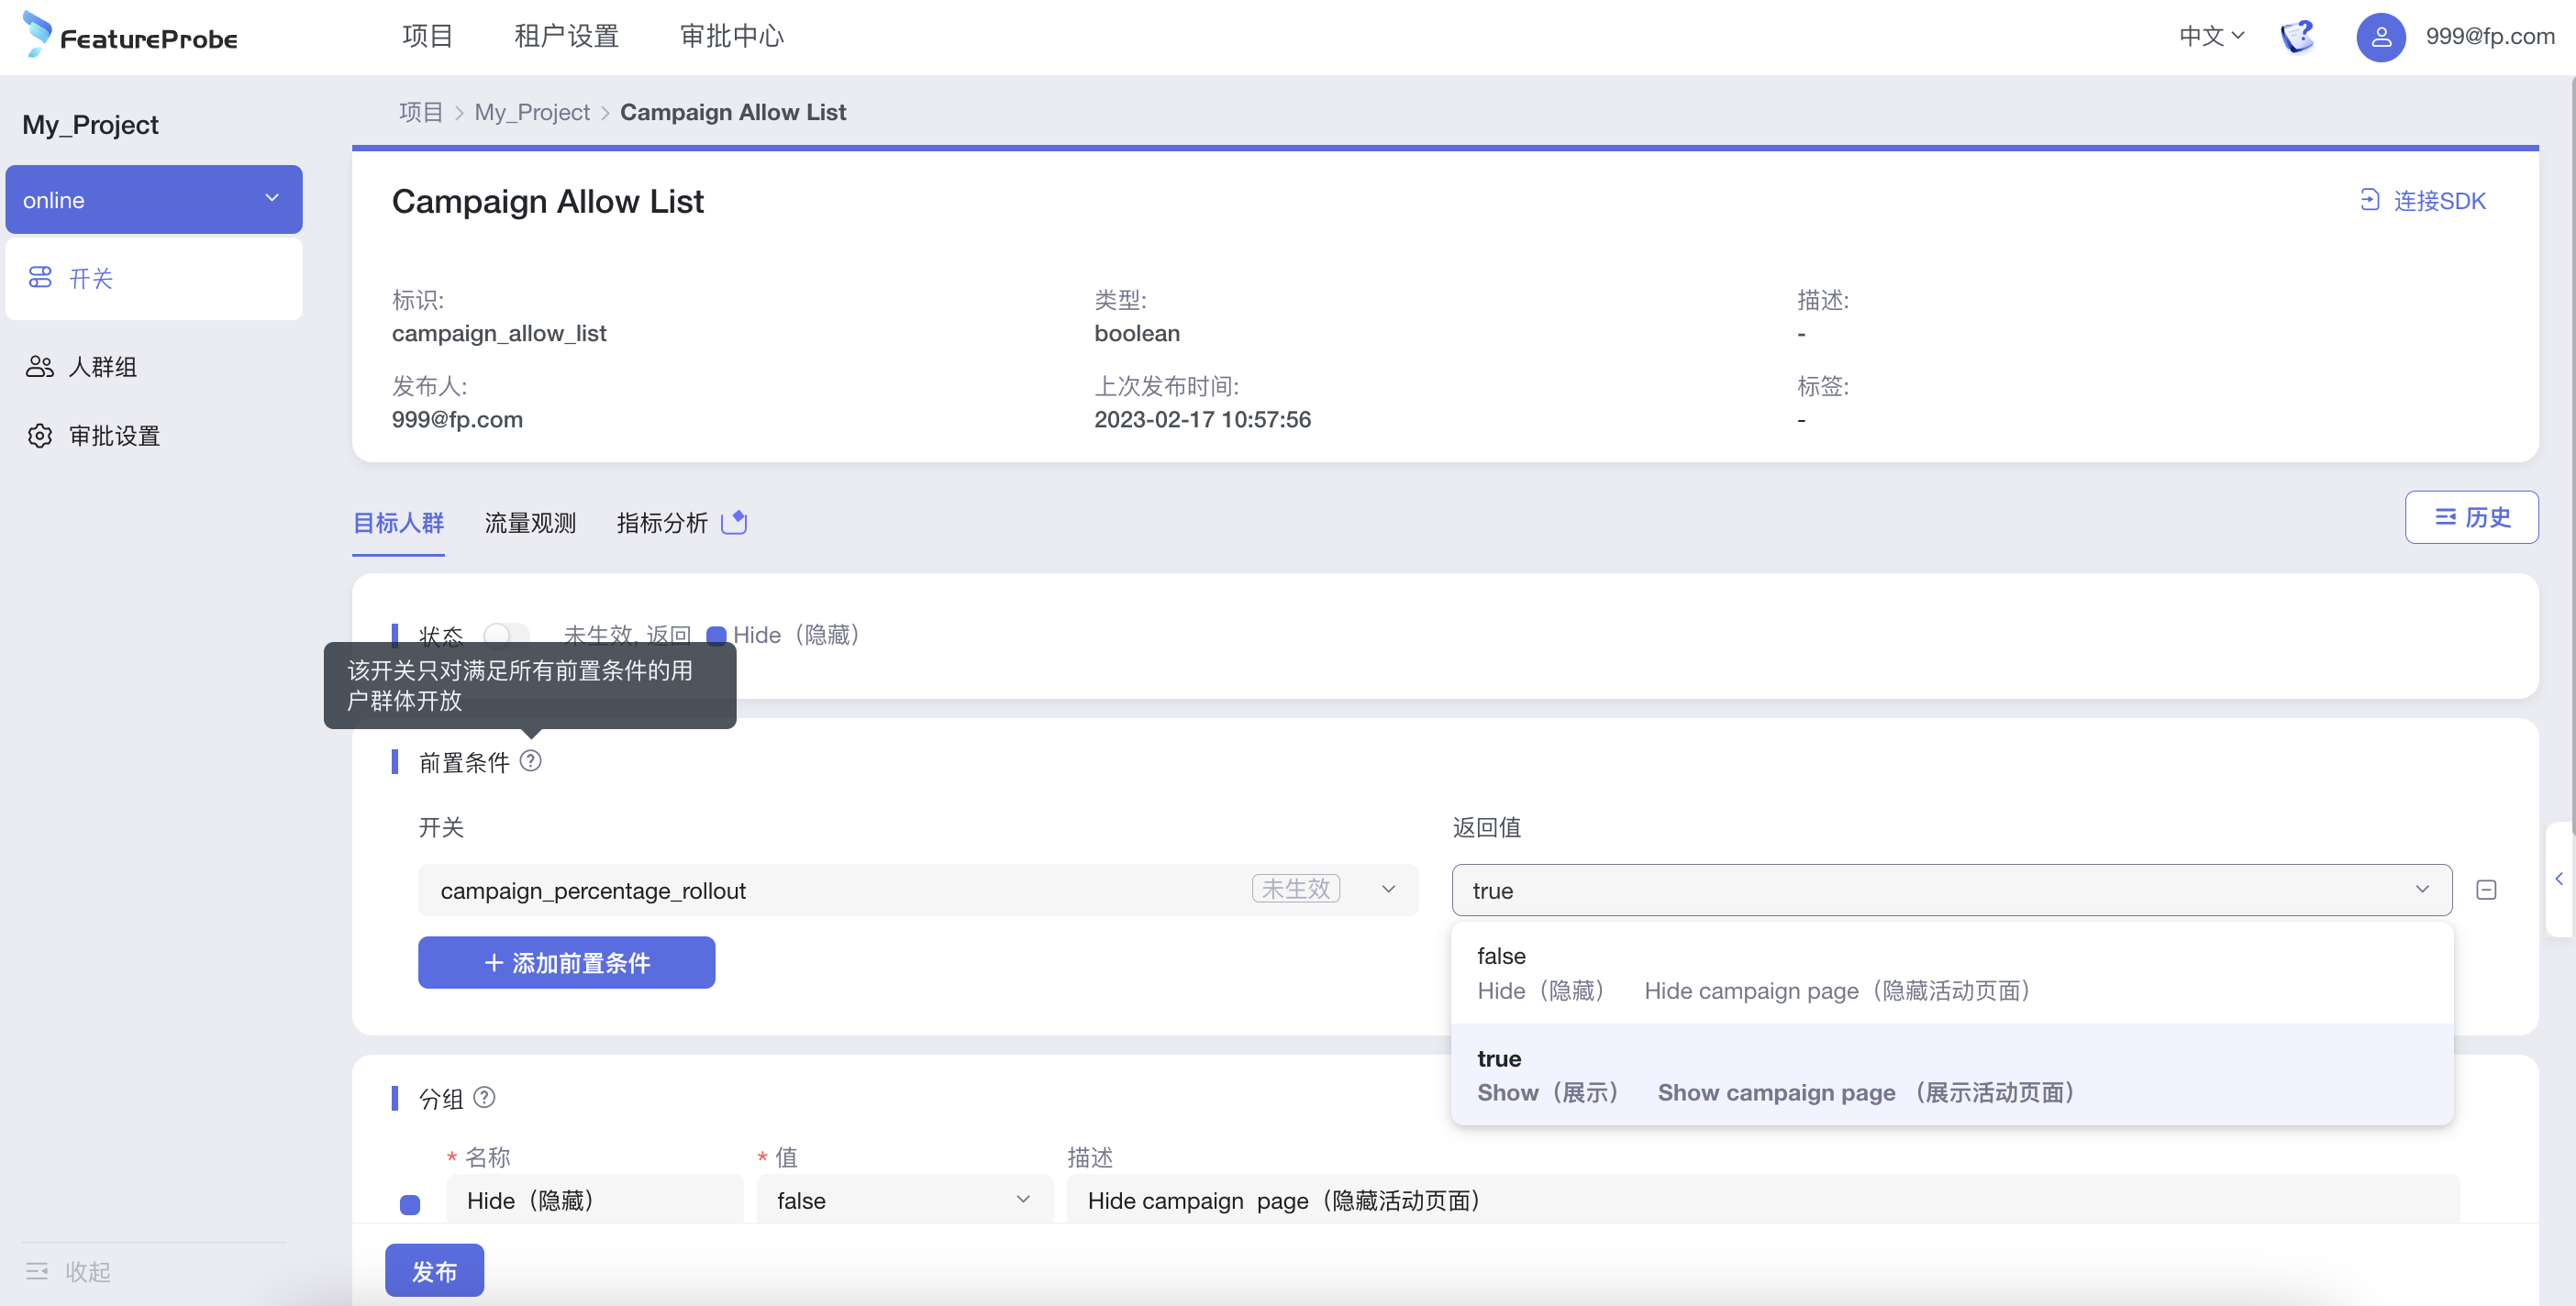 FeatureProbe
项目
租户设置
审批中心
中文
999@fp.com
My_Project
online
开关
人群组
审批设置
收起
项目 > My_Project > Campaign Allow List
Campaign Allow List
连接SDK
标识:
campaign_allow_list
类型:
boolean
描述:
-
发布人:
999@fp.com
上次发布时间:
2023-02-17 10:57:56
标签:
-
目标人群
流量观测
指标分析
历史
状态
未生效, 返回 Hide（隐藏）
该开关只对满足所有前置条件的用
户群体开放
前置条件 ?
开关
返回值
campaign_percentage_rollout
未生效
true
+ 添加前置条件
false
Hide（隐藏） Hide campaign page（隐藏活动页面）
true
Show（展示） Show campaign page （展示活动页面）
分组 ?
* 名称
* 值
描述
Hide（隐藏）
false
Hide campaign page（隐藏活动页面）
发布